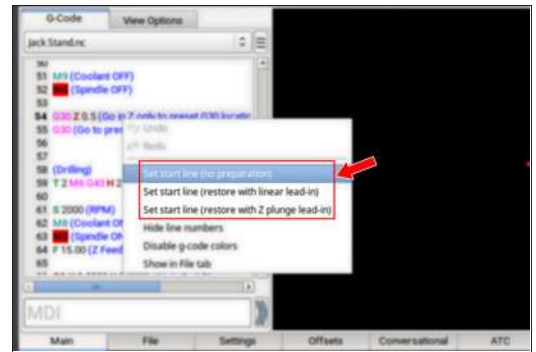 G-Code
View Options
Jack Stand.nc
51 M9 (Coolant OFF)
52 (Spindle OFF)
53
54 G30 Z 0.5 (Go in Z only to preset G30 location
55 G30 (Go to pre
56
57
58 (Drilling)
59 T 2 M6 G43 H 2
60
61 S 2000 (RPM)
62 M8 (Coolant
63 (Spindle ON
64 F 15.00 (Z Feed
65
Undo
Redo
Set start line (no preparation)
Set start line (restore with linear lead-in)
Set start line (restore with Z plunge lead-in)
Hide line numbers
Disable g-code colors
Show in File tab
MDI
Main
File
Settings
Offsets
Conversational
ATC